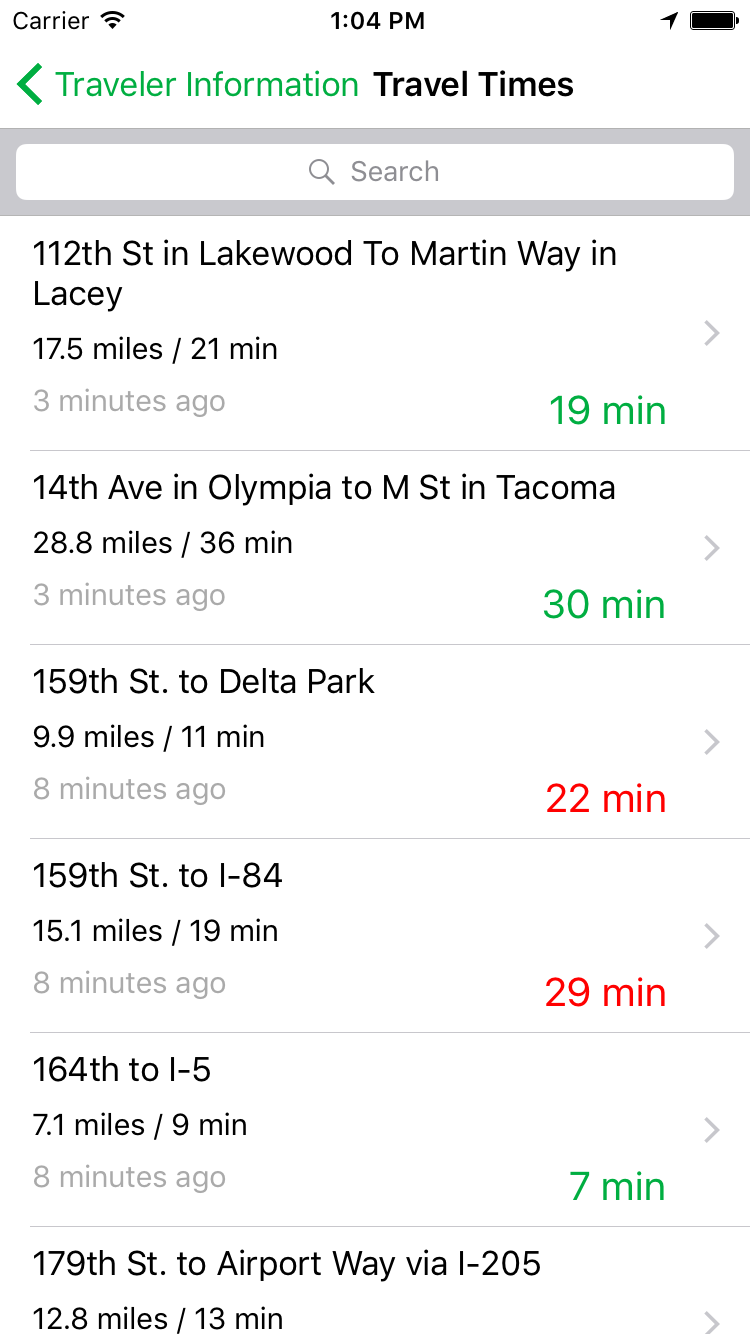 Carrier 1:04 PM
Traveler Information Travel Times
Search
112th St in Lakewood To Martin Way in
Lacey
17.5 miles / 21 min
3 minutes ago 19 min
14th Ave in Olympia to M St in Tacoma
28.8 miles / 36 min
3 minutes ago 30 min
159th St. to Delta Park
9.9 miles / 11 min
8 minutes ago 22 min
159th St. to I-84
15.1 miles / 19 min
8 minutes ago 29 min
164th to I-5
7.1 miles / 9 min
8 minutes ago 7 min
179th St. to Airport Way via I-205
12.8 miles / 13 min